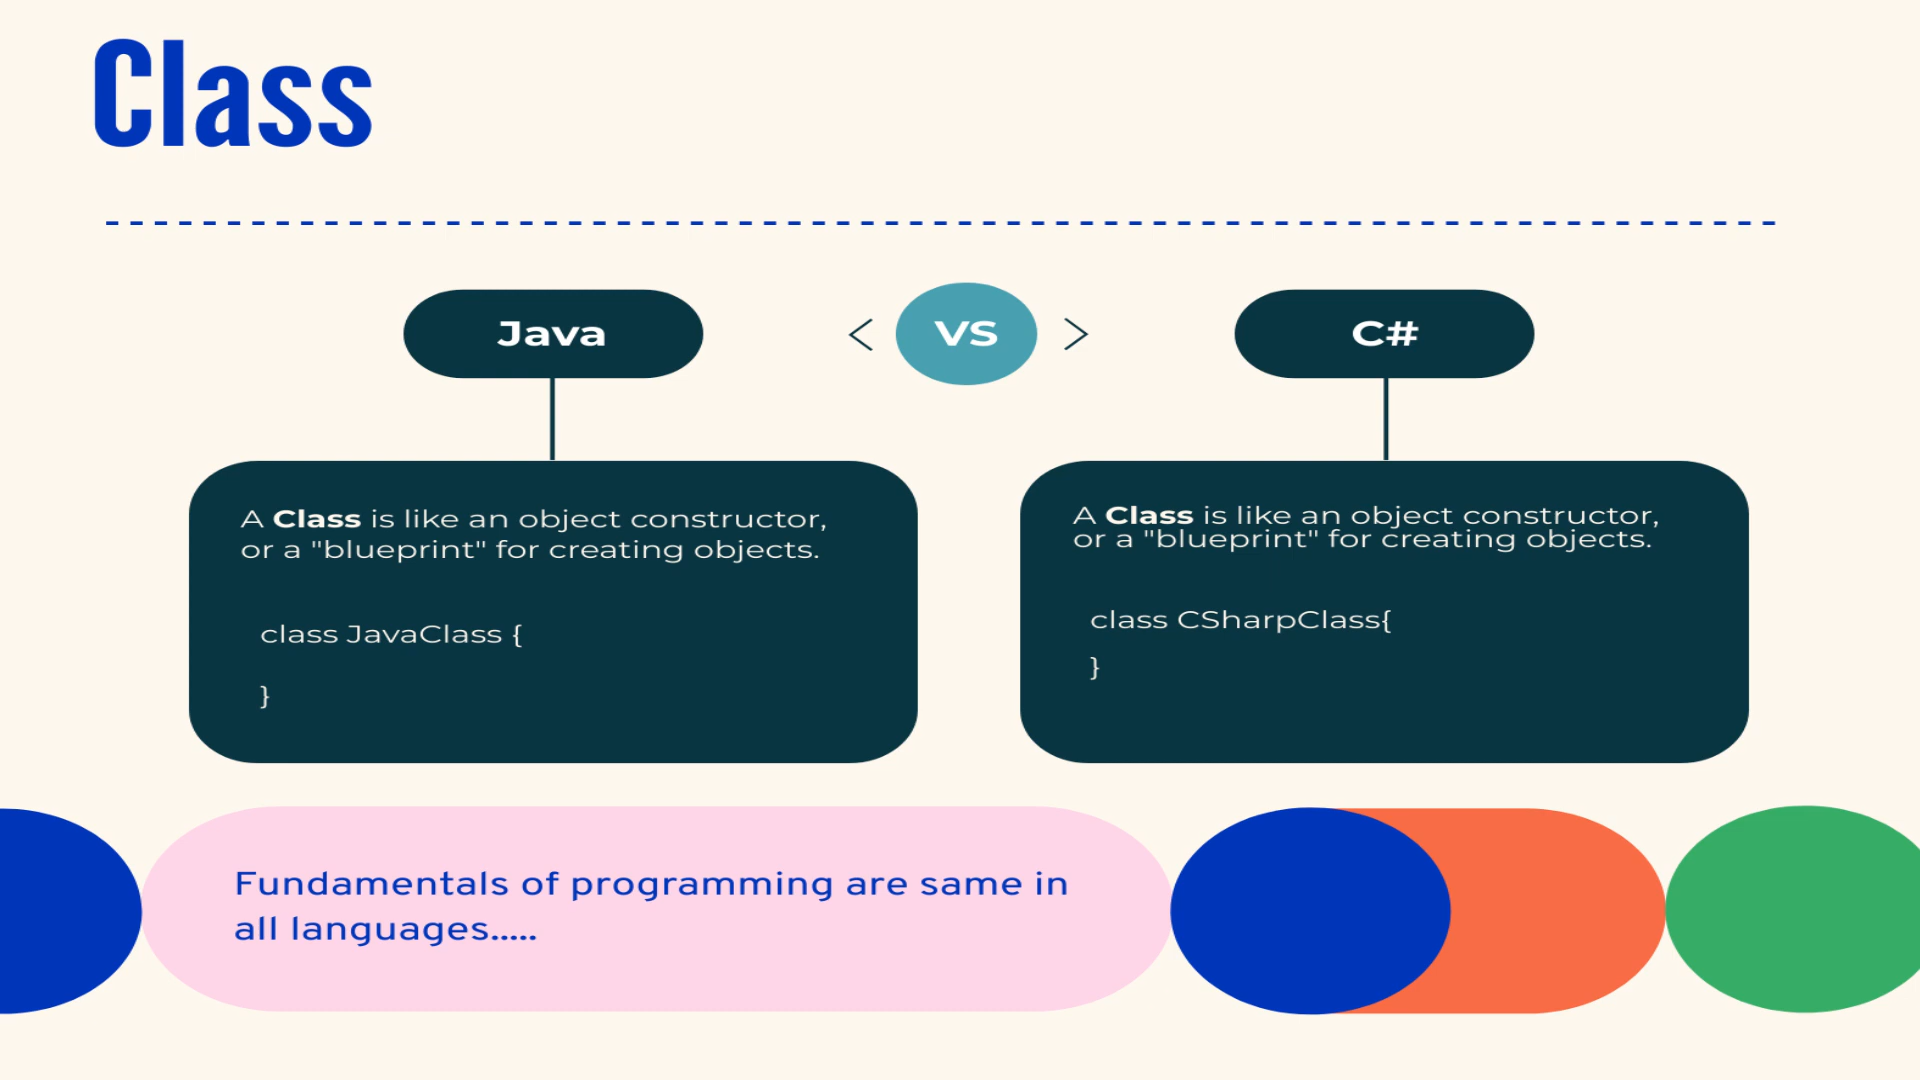 Class
Java
< VS >
C#
A Class is like an object constructor,
or a "blueprint" for creating objects.
class JavaClass {
}
A Class is like an object constructor,
or a "blueprint" for creating objects.
class CSharpClass{
}
Fundamentals of programming are same in
all languages.....